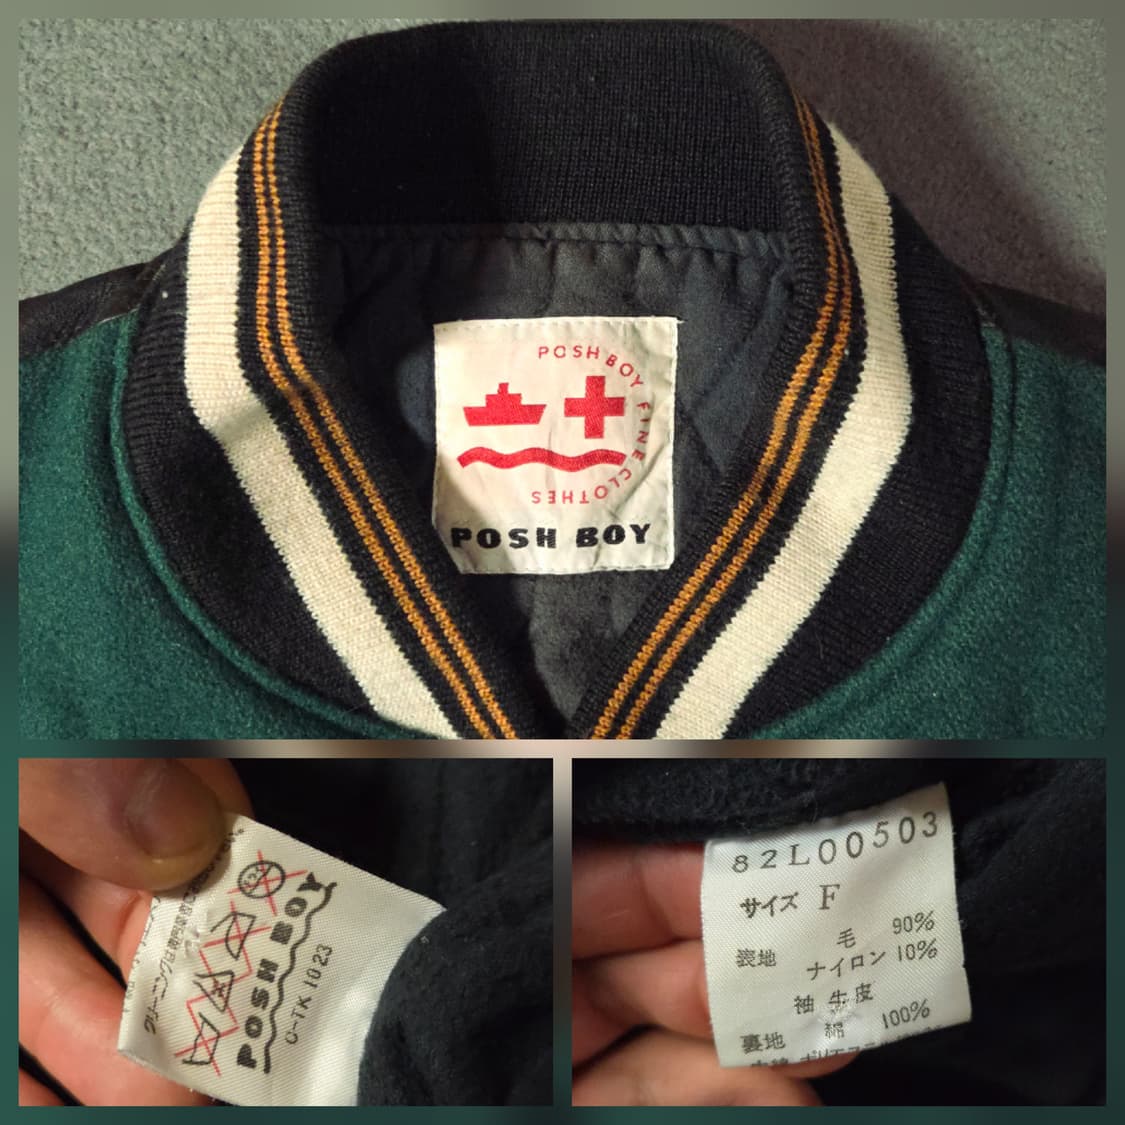 POSH BOY FINE CLOTHES
POSH BOY
POSH BOY
C-TK 1023
82L00503
サイズ F
表地 毛 90%
ナイロン 10%
袖 牛皮
裏地 綿 100%